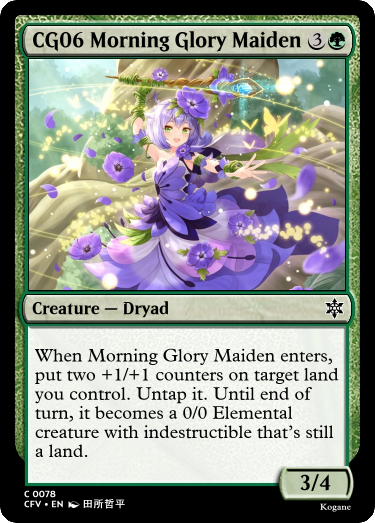 CG06 Morning Glory Maiden 3
Creature — Dryad
When Morning Glory Maiden enters,
put two +1/+1 counters on target land
you control. Untap it. Until end of
turn, it becomes a 0/0 Elemental
creature with indestructible that's still
a land.
3/4
C 0078
CFV • EN 田所哲平
Kogane